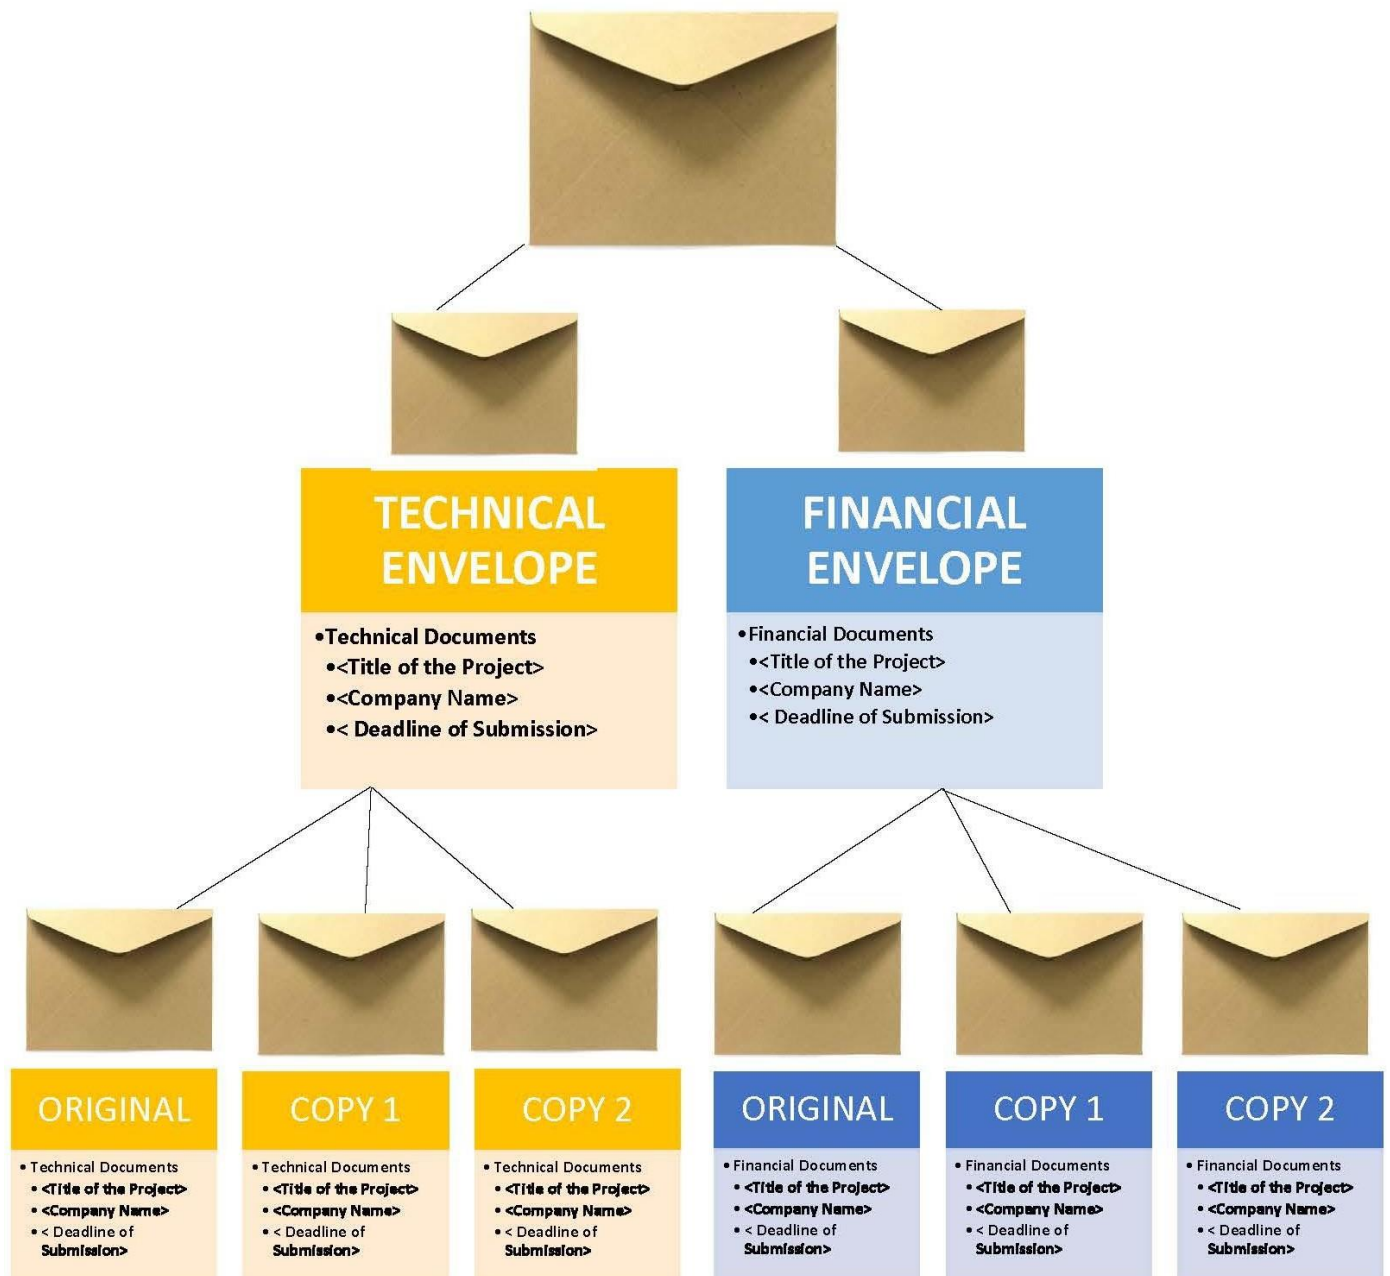 TECHNICAL
ENVELOPE
•Technical Documents
•<Title of the Project>
•<Company Name>
•< Deadline of Submission>
FINANCIAL
ENVELOPE
•Financial Documents
•<Title of the Project>
•<Company Name>
•< Deadline of Submission>
ORIGINAL
• Technical Documents
• <Title of the Project>
• <Company Name>
• < Deadline of
Submission>
COPY 1
• Technical Documents
• <Title of the Project>
• <Company Name>
• < Deadline of
Submission>
COPY 2
• Technical Documents
• <Title of the Project>
• <Company Name>
• < Deadline of
Submission>
ORIGINAL
• Financial Documents
• <Title of the Project>
• <Company Name>
• < Deadline of
Submission>
COPY 1
• Financial Documents
• <Title of the Project>
• <Company Name>
• < Deadline of
Submission>
COPY 2
• Financial Documents
• <Title of the Project>
• <Company Name>
• < Deadline of
Submission>